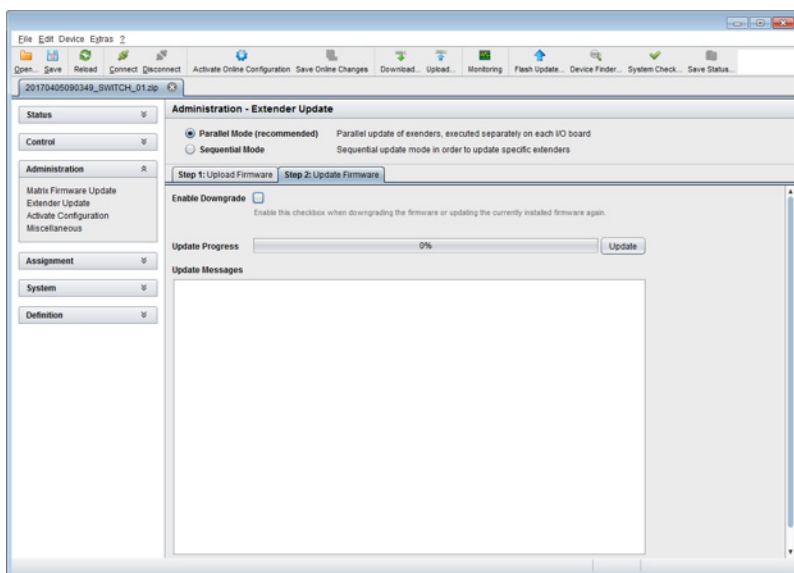 File Edit Device Extras ?
Open... Save Reload Connect Disconnect Activate Online Configuration Save Online Changes Download... Upload... Monitoring Flash Update... Device Finder... System Check... Save Status...
20170405090349_SWITCH_01.zip
Status
Control
Administration
Matrix Firmware Update
Extender Update
Activate Configuration
Miscellaneous
Assignment
System
Definition
Administration - Extender Update
Parallel Mode (recommended) Parallel update of exenders, executed separately on each I/O board
Sequential Mode Sequential update mode in order to update specific extenders
Step 1: Upload Firmware Step 2: Update Firmware
Enable Downgrade
Enable this checkbox when downgrading the firmware or updating the currently installed firmware again.
Update Progress 0% Update
Update Messages